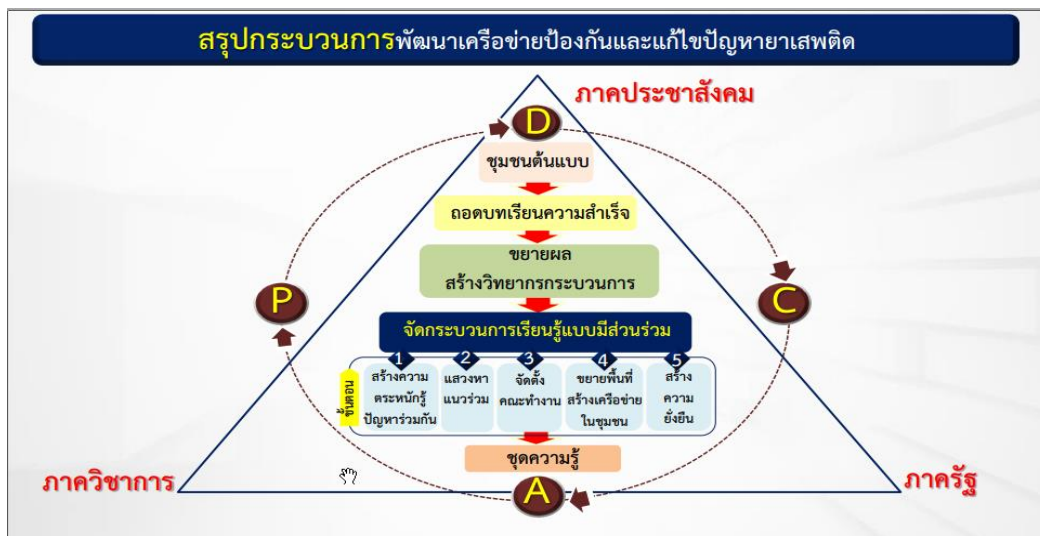 สรุปกระบวนการพัฒนาเครือข่ายป้องกันและแก้ไขปัญหายาเสพติด
ภาคประชาสังคม
D
ชุมชนต้นแบบ
ถอดบทเรียนความสำเร็จ
ขยายผล
สร้างวิทยากรกระบวนการ
P
C
จัดกระบวนการเรียนรู้แบบมีส่วนร่วม
ขั้นตอน
1
สร้างความ
ตระหนักรู้
ปัญหาร่วมกัน
2
แสวงหา
แนวร่วม
3
จัดตั้ง
คณะทำงาน
4
ขยายพื้นที่
สร้างเครือข่าย
ในชุมชน
5
สร้าง
ความ
ยั่งยืน
ชุดความรู้
ภาควิชาการ
A
ภาครัฐ